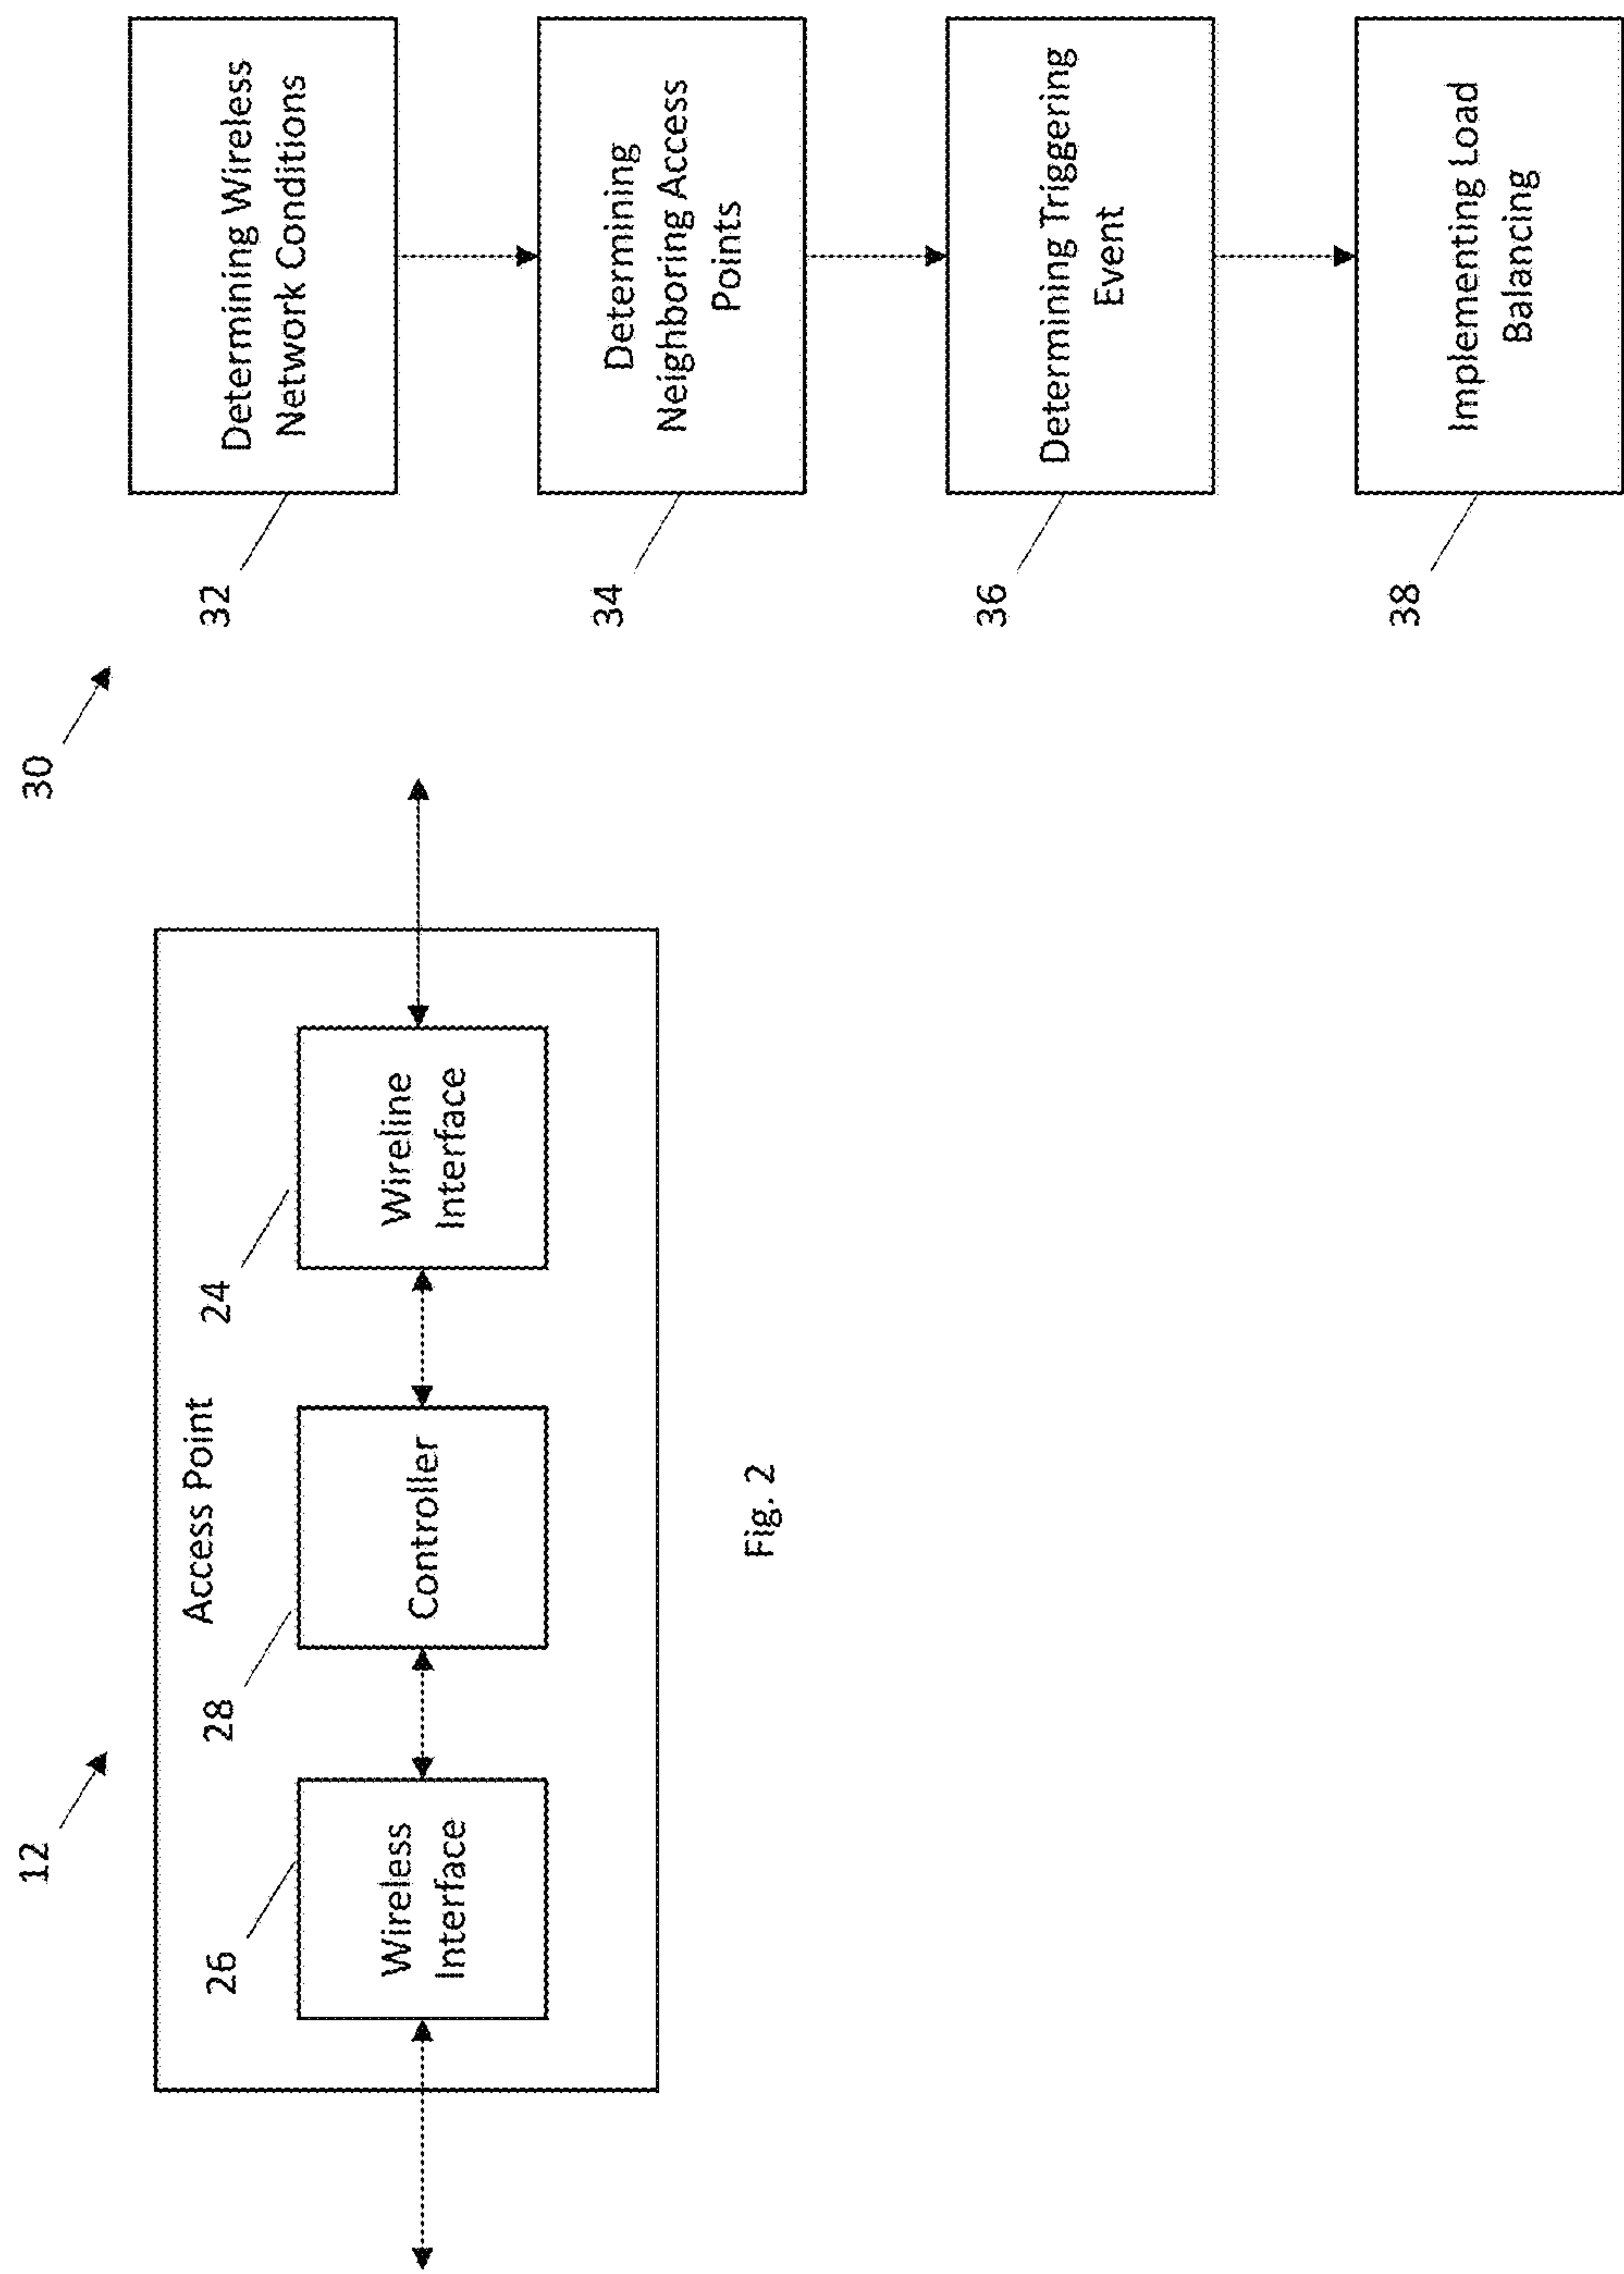 12
Access Point
26
28
24
Wireless
Interface
Controller
Wireline
Interface
Fig. 2
30
32
Determining Wireless
Network Conditions
34
Determining
Neighboring Access
Points
36
Determining Triggering
Event
38
Implementing Load
Balancing